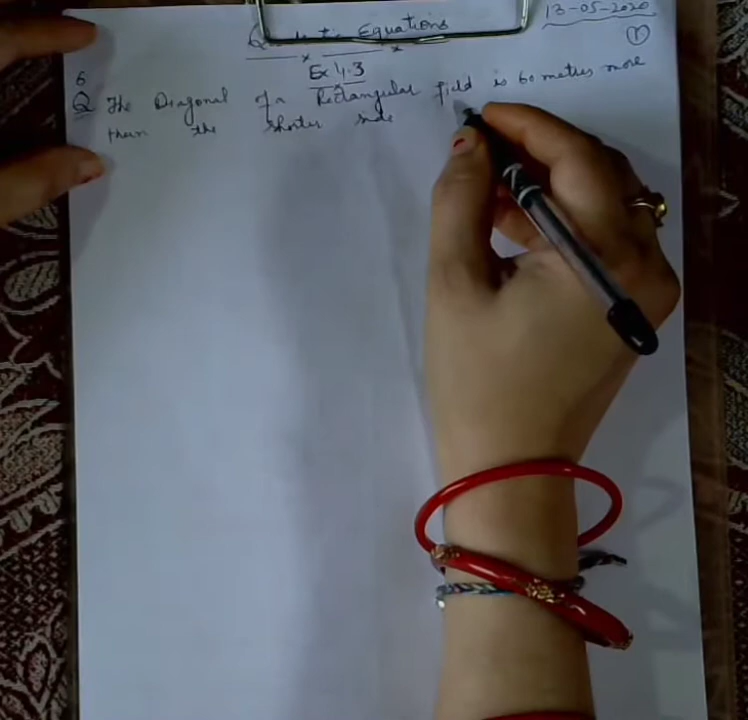 Equations
13-05-2020
1
Ex 4.3
6
Q The Diagonal of a Rectangular field is 60 metres more
than the shorter side